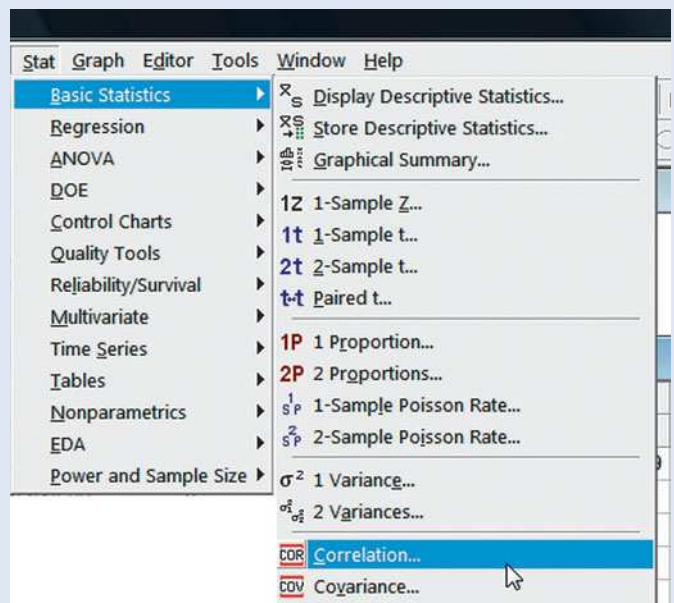 Stat Graph Editor Tools Window Help
Basic Statistics
Regression
ANOVA
DOE
Control Charts
Quality Tools
Reliability/Survival
Multivariate
Time Series
Tables
Nonparametrics
EDA
Power and Sample Size
Display Descriptive Statistics...
Store Descriptive Statistics...
Graphical Summary...
1Z 1-Sample Z...
1t 1-Sample t...
2t 2-Sample t...
t-t Paired t...
1P 1 Proportion...
2P 2 Proportions...
1-Sample Poisson Rate...
2-Sample Poisson Rate...
σ² 1 Variance...
2 Variances...
COR Correlation...
COV Covariance...